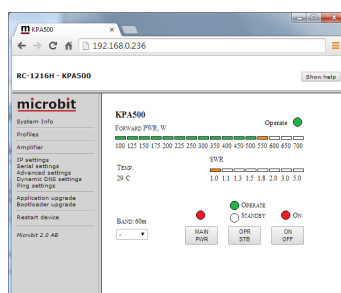 m KPA500
192.168.0.236
RC-1216H - KPA500
Show help
microbit
System Info
Profiles
Amplifier
IP settings
Serial settings
Advanced settings
Dynamic DNS settings
Ping settings
Application upgrade
Bootloader upgrade
Restart device
Microbit 2.0 AB
KPA500
FORWARD PWR, W
Operate
100 125 150 175 200 225 250 300 350 400 450 500 550 600 650 700
TEMP.
29 C
SWR
1.0 1.1 1.3 1.5 1.8 2.0 3.0 5.0
OPERATE
STANDBY
ON
BAND: 60m
-
MAIN
PWR
OPR
STB
ON
OFF